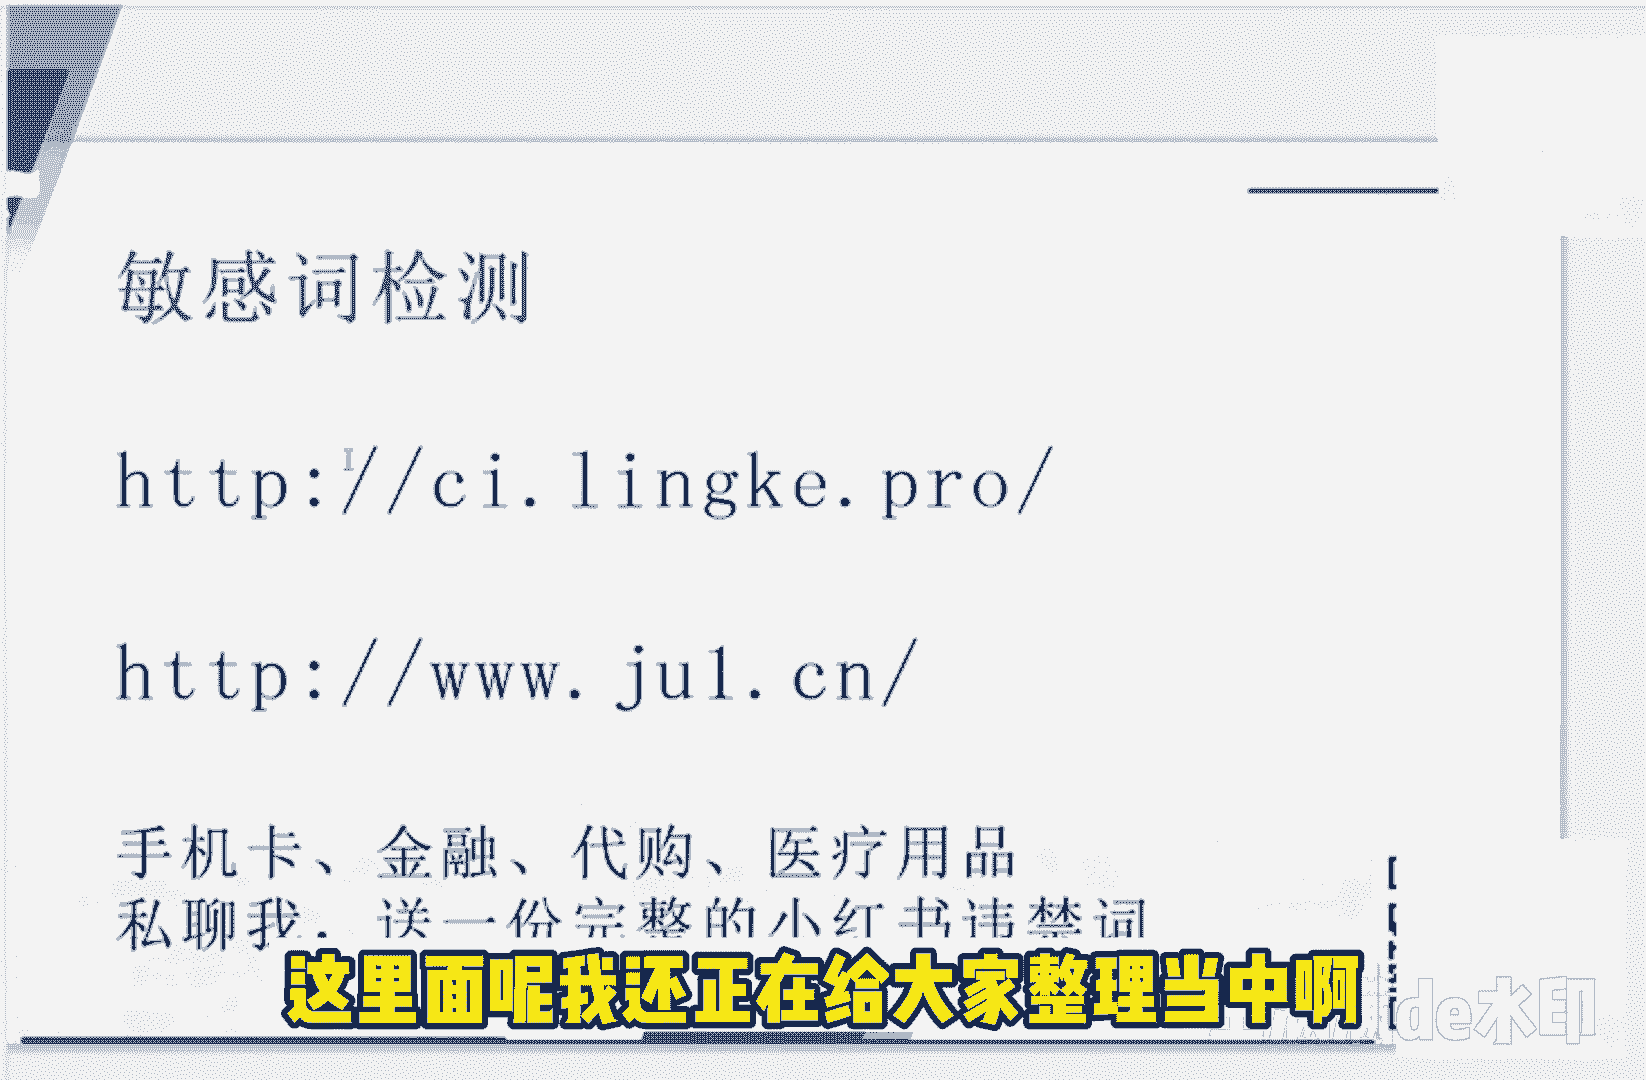 敏感词检测
http://ci.lingke.pro/
http://www.ju1.cn/
手机卡、金融、代购、医疗用品
私聊我，送一份完整的小红书违禁词
这里面呢我还正在给大家整理当中啊
de水印